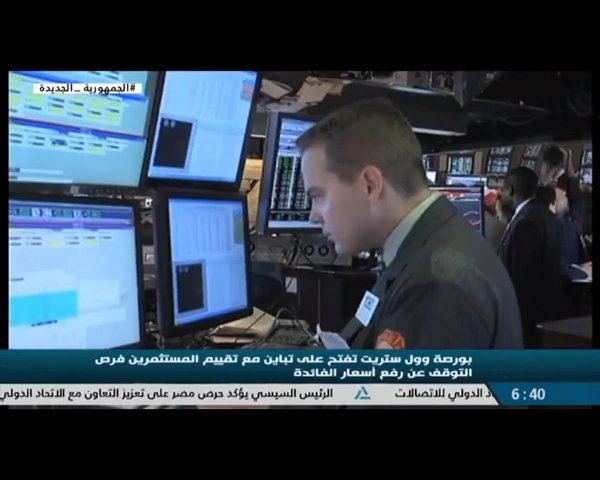 #الجمهورية_الجديدة
بورصة وول ستريت تفتح على تباين مع تقييم المستثمرين فرص
التوقف عن رفع أسعار الفائدة
د الدولي للاتصالات الرئيس السيسي يؤكد حرص مصر على تعزيز التعاون مع الاتحاد الدولي
6:40